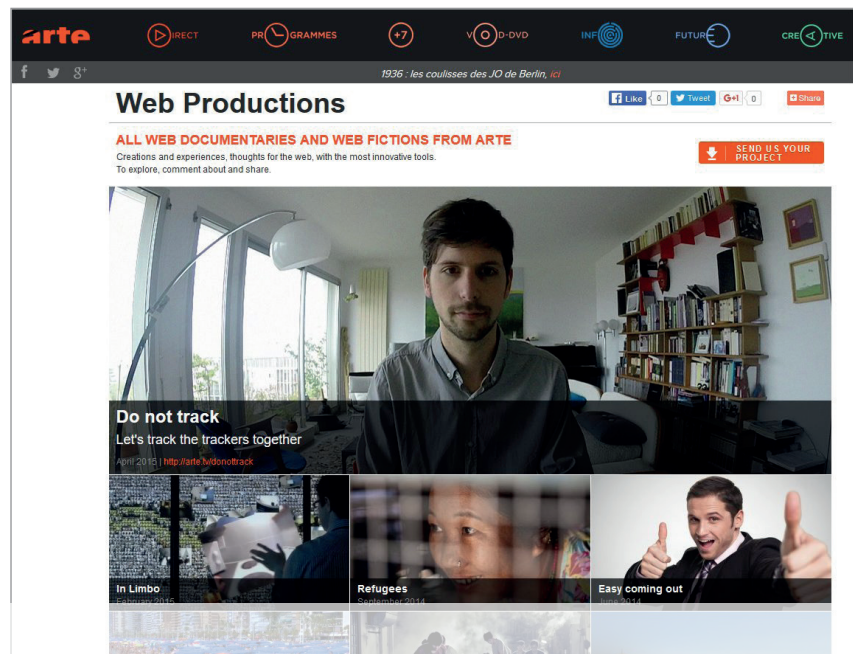 arte
DIRECT
PROGRAMMES
+7
VOD-DVD
INFO
FUTURE
CREATIVE
1936 : les coulisses des JO de Berlin, ici
Web Productions
Like 0 Tweet G+1 0 Share
ALL WEB DOCUMENTARIES AND WEB FICTIONS FROM ARTE
Creations and experiences, thoughts for the web, with the most innovative tools.
To explore, comment about and share.
SEND US YOUR
PROJECT
Do not track
Let's track the trackers together
April 2015 | http://arte.tv/donottrack
In Limbo
February 2015
Refugees
September 2014
Easy coming out
June 2014